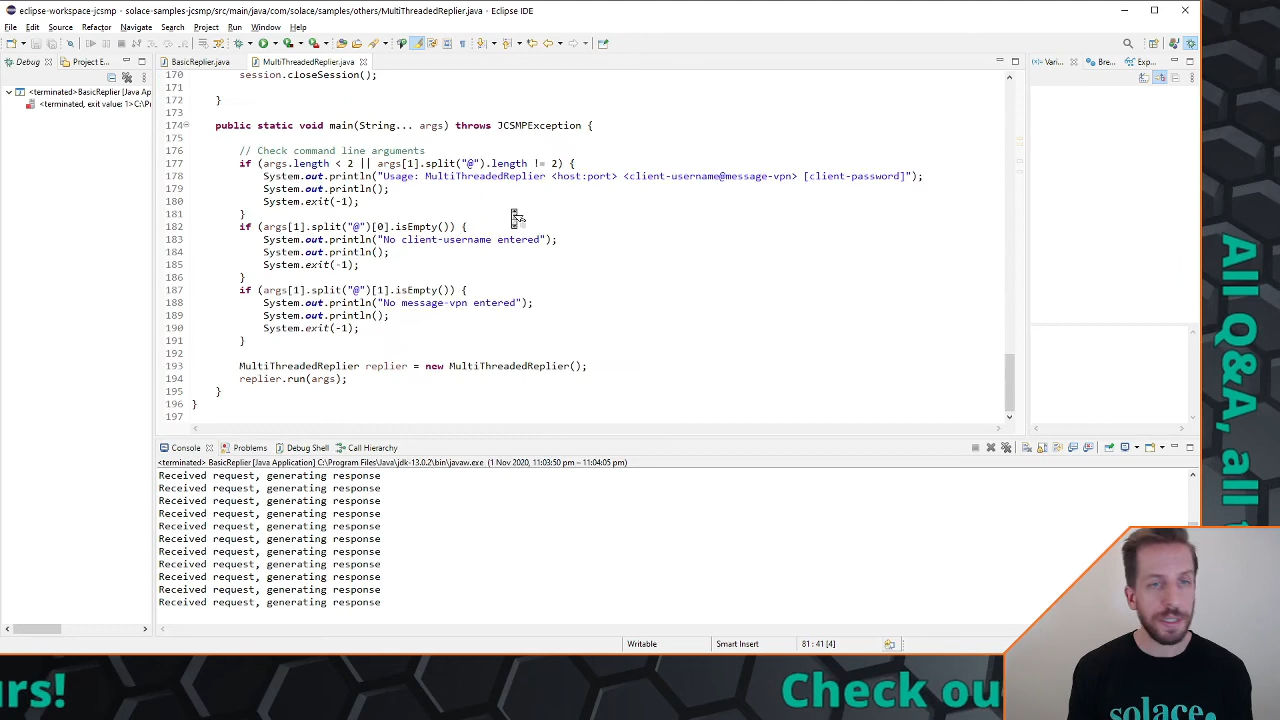 eclipse-workspace-jcsmp - solace-samples-jcsmp/src/main/java/com/solace/samples/others/MultiThreadedReplier.java - Eclipse IDE
File Edit Source Refactor Navigate Search Project Run Window Help
Debug Project E... BasicReplier.java MultiThreadedReplier.java Vari... Bre... Exp...
<terminated>BasicReplier [Java Ap
<terminated, exit value: 1>C:\P
170 session.closeSession();
171
172 }
173
174 public static void main(String... args) throws JCSMPException {
175
176 // Check command line arguments
177 if (args.length < 2 || args[1].split("@").length != 2) {
178 System.out.println("Usage: MultiThreadedReplier <host:port> <client-username@message-vpn> [client-password]");
179 System.out.println();
180 System.exit(-1);
181 }
182 if (args[1].split("@")[0].isEmpty()) {
183 System.out.println("No client-username entered");
184 System.out.println();
185 System.exit(-1);
186 }
187 if (args[1].split("@")[1].isEmpty()) {
188 System.out.println("No message-vpn entered");
189 System.out.println();
190 System.exit(-1);
191 }
192
193 MultiThreadedReplier replier = new MultiThreadedReplier();
194 replier.run(args);
195 }
196 }
197
Console Problems Debug Shell Call Hierarchy
<terminated> BasicReplier [Java Application] C:\Program Files\Java\jdk-13.0.2\bin\javaw.exe (1 Nov 2020, 11:03:50 pm – 11:04:05 pm)
Received request, generating response
Received request, generating response
Received request, generating response
Received request, generating response
Received request, generating response
Received request, generating response
Received request, generating response
Received request, generating response
Received request, generating response
Received request, generating response
Received request, generating response
Writable Smart Insert 81 : 41 [4]
All Q&A, all
urs!
Check ou
solace.